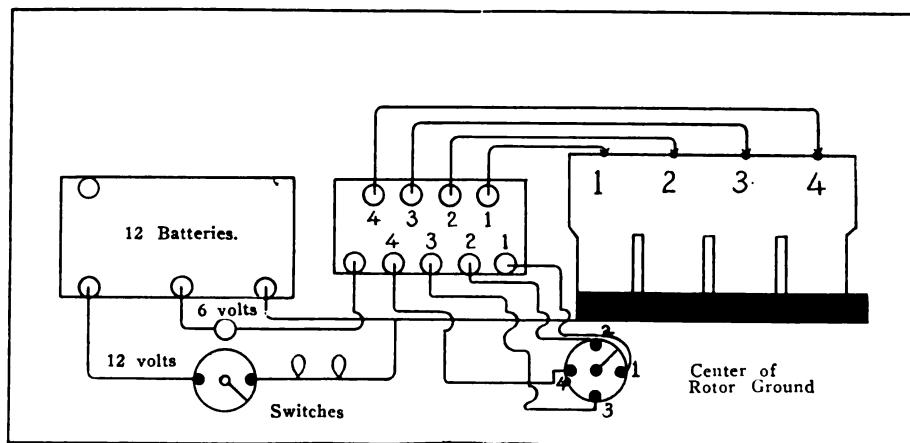 1 2 3 4
4 3 2 1
12 Batteries.
4 3 2 1
6 volts
12 volts
Switches
2
1
4
3
Center of
Rotor Ground